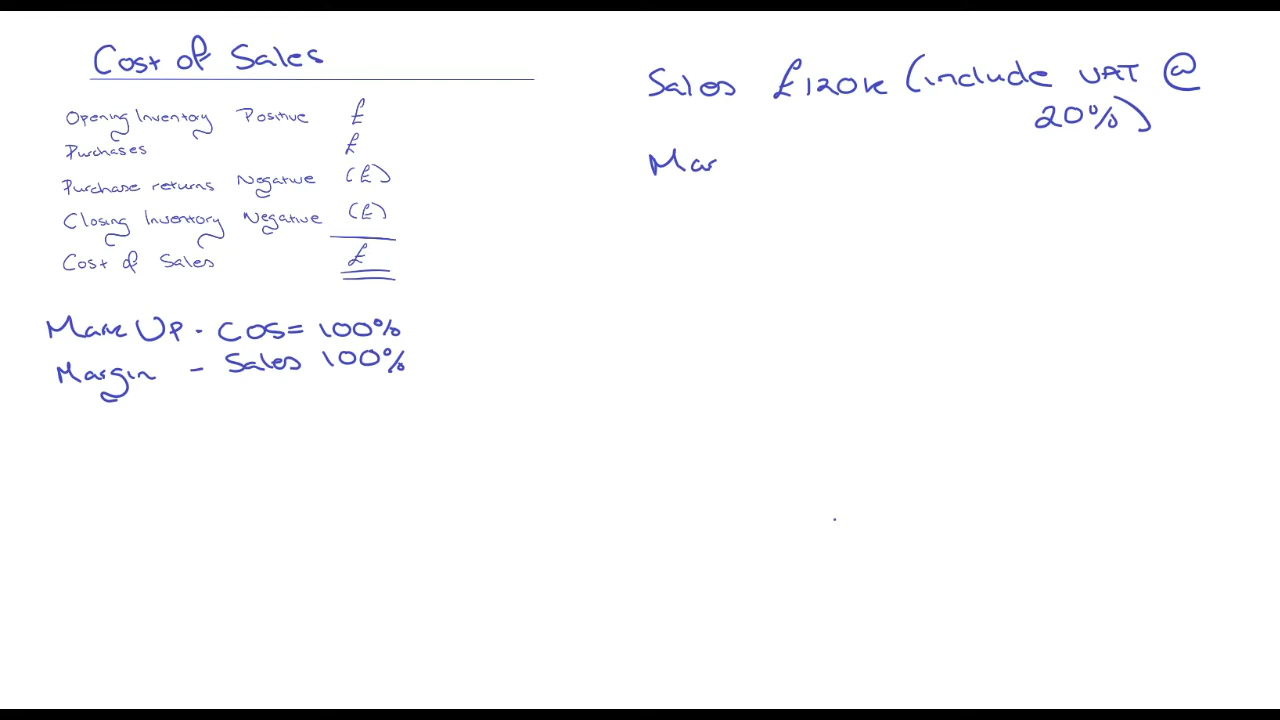 Cost of Sales
Opening Inventory Positive £
Purchases £
Purchase returns Negative (£)
Closing Inventory Negative (£)
Cost of Sales £
Mark Up - COS = 100%
Margin - Sales 100%
Sales £120k (include VAT @
20%)
Mar